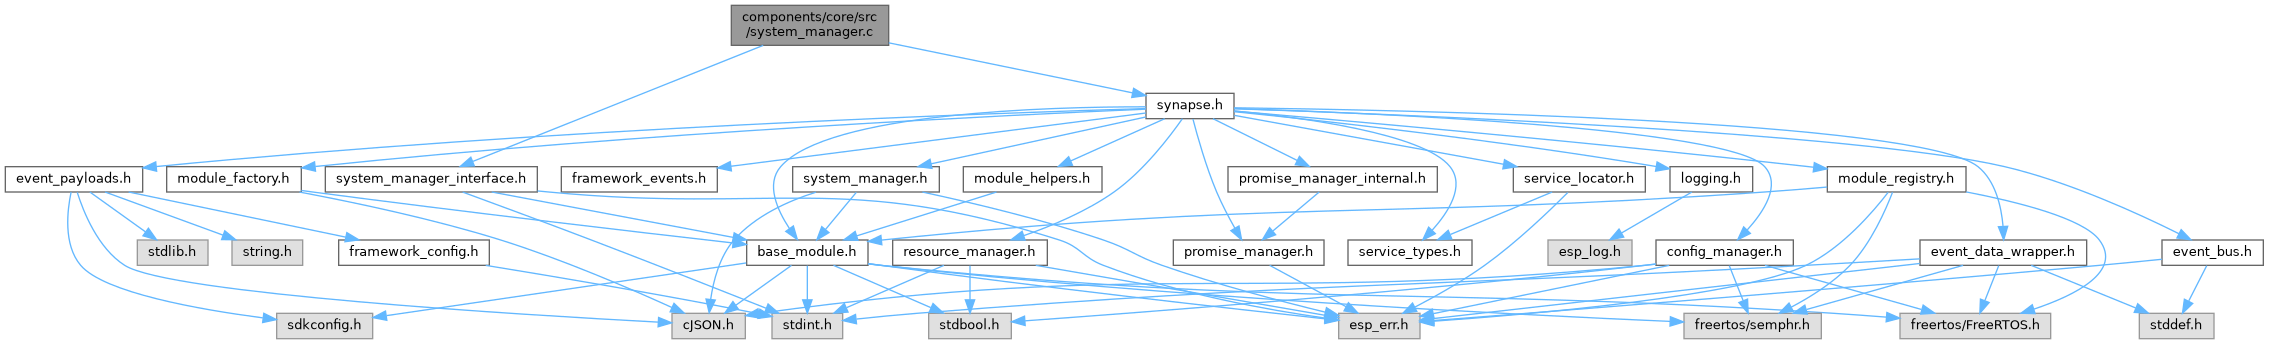 components/core/src
/system_manager.c
synapse.h
event_payloads.h
module_factory.h
system_manager_interface.h
framework_events.h
system_manager.h
module_helpers.h
promise_manager_internal.h
service_locator.h
logging.h
module_registry.h
stdlib.h
string.h
framework_config.h
base_module.h
resource_manager.h
promise_manager.h
service_types.h
esp_log.h
config_manager.h
event_data_wrapper.h
event_bus.h
sdkconfig.h
cJSON.h
stdint.h
stdbool.h
esp_err.h
freertos/semphr.h
freertos/FreeRTOS.h
stddef.h